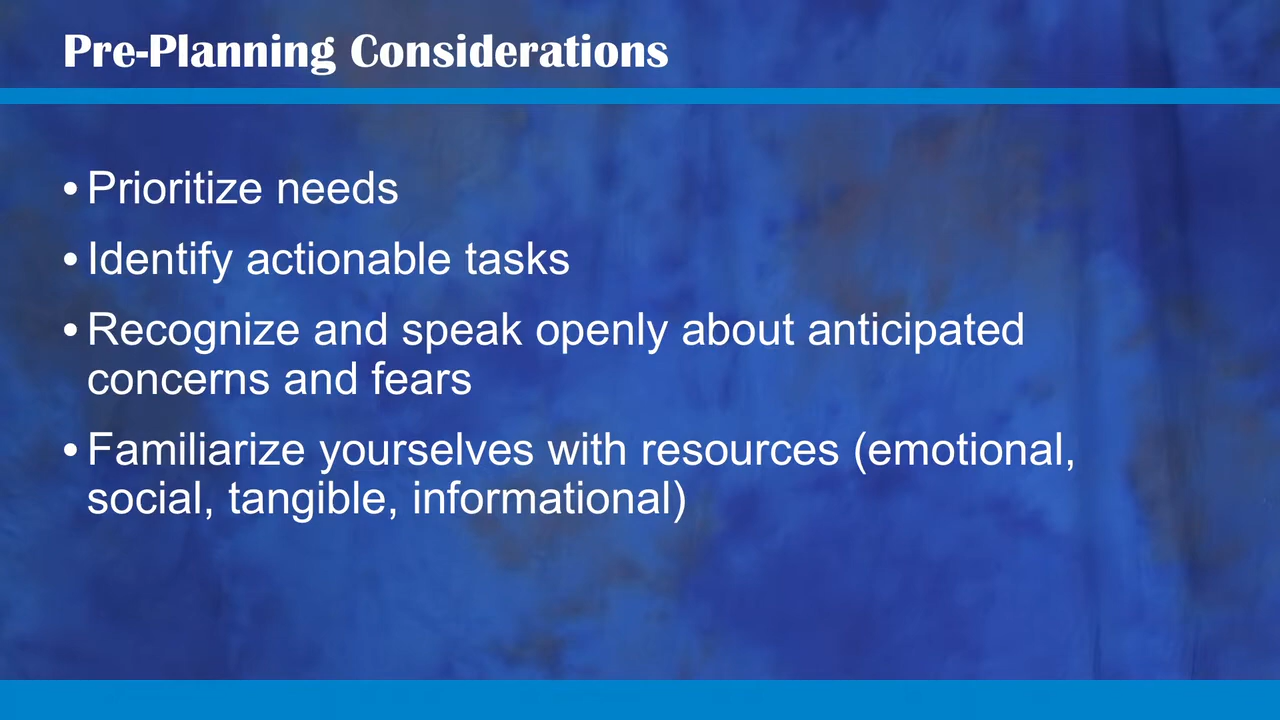 Pre-Planning Considerations
• Prioritize needs
• Identify actionable tasks
• Recognize and speak openly about anticipated
concerns and fears
• Familiarize yourselves with resources (emotional,
social, tangible, informational)